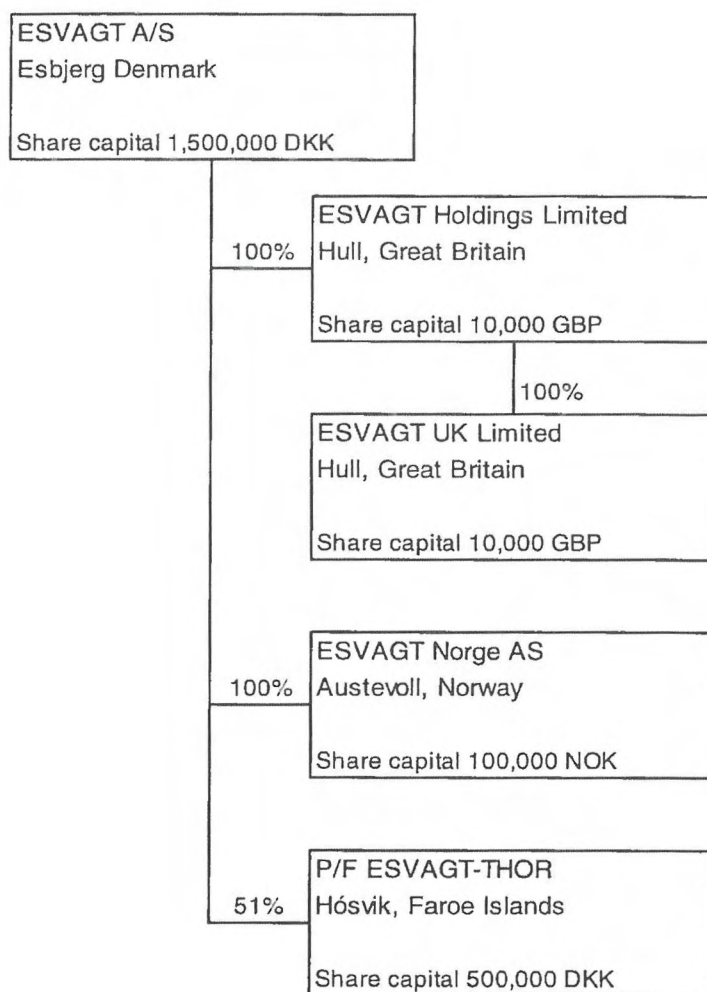 ESVAGT A/S
Esbjerg Denmark
Share capital 1,500,000 DKK
ESVAGT Holdings Limited
100%
Hull, Great Britain
Share capital 10,000 GBP
100%
ESVAGT UK Limited
Hull, Great Britain
Share capital 10,000 GBP
ESVAGT Norge AS
100%
Austevoll, Norway
Share capital 100,000 NOK
P/F ESVAGT-THOR
51%
Hósvik, Faroe Islands
Share capital 500,000 DKK